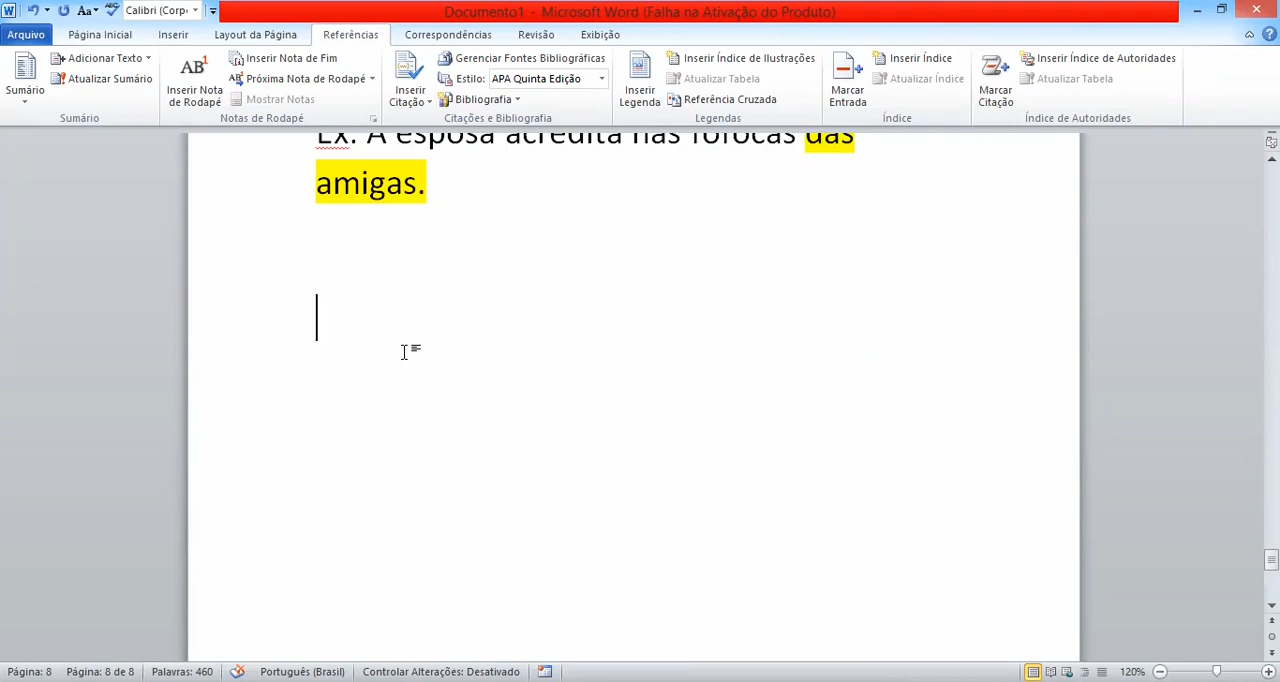 Calibri (Corp
Documento1 - Microsoft Word (Falha na Ativação do Produto)
Arquivo Página Inicial Inserir Layout da Página Referências Correspondências Revisão Exibição
Sumário
Adicionar Texto
Atualizar Sumário
Sumário
AB1
Inserir Nota de Rodapé
Inserir Nota de Fim
Próxima Nota de Rodapé
Mostrar Notas
Notas de Rodapé
Inserir Citação
Gerenciar Fontes Bibliográficas
Estilo: APA Quinta Edição
Bibliografia
Citações e Bibliografia
Inserir Legenda
Inserir Índice de Ilustrações
Atualizar Tabela
Referência Cruzada
Legendas
Marcar Entrada
Inserir Índice
Atualizar Índice
Índice
Marcar Citação
Inserir Índice de Autoridades
Atualizar Tabela
Índice de Autoridades
Ex: A esposa acredita nas fofocas das
amigas.
Página: 8 Página: 8 de 8 Palavras: 460 Português (Brasil) Controlar Alterações: Desativado 120%